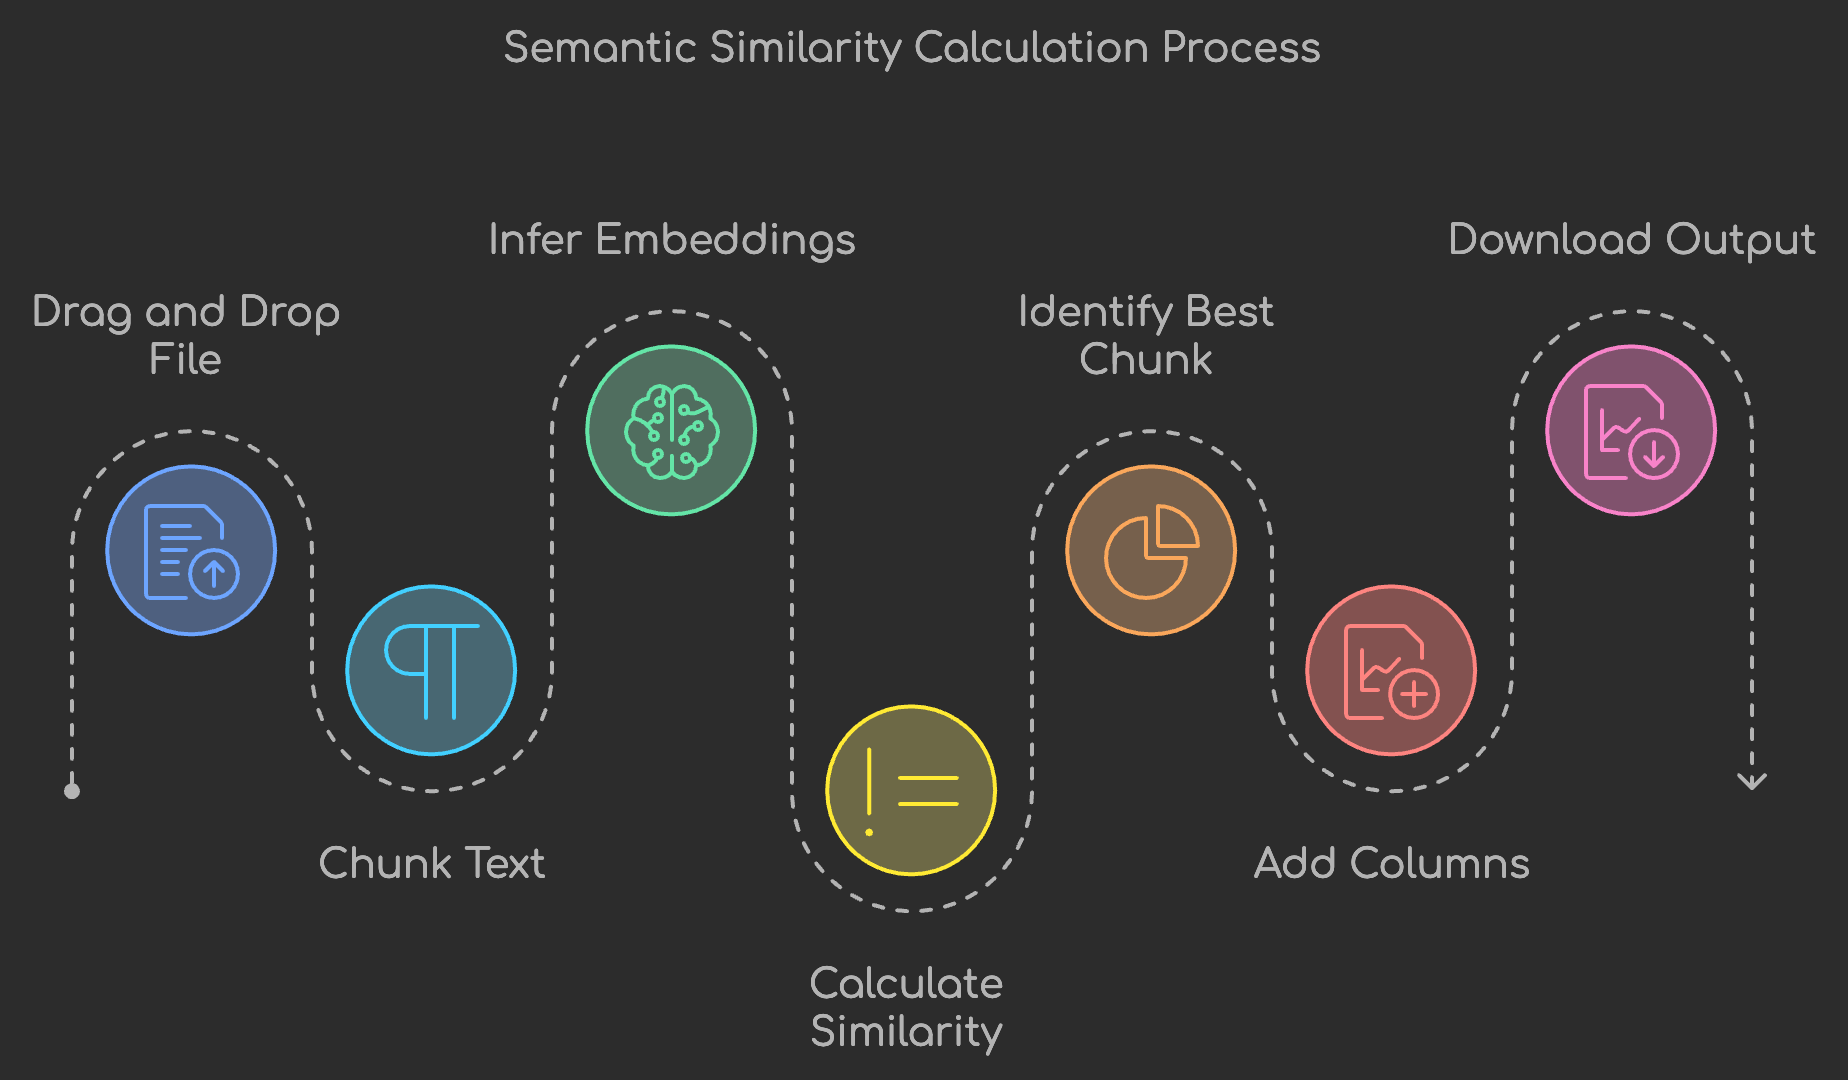 Semantic Similarity Calculation Process
Drag and Drop
File
Chunk Text
Infer Embeddings
Calculate
Similarity
Identify Best
Chunk
Add Columns
Download Output